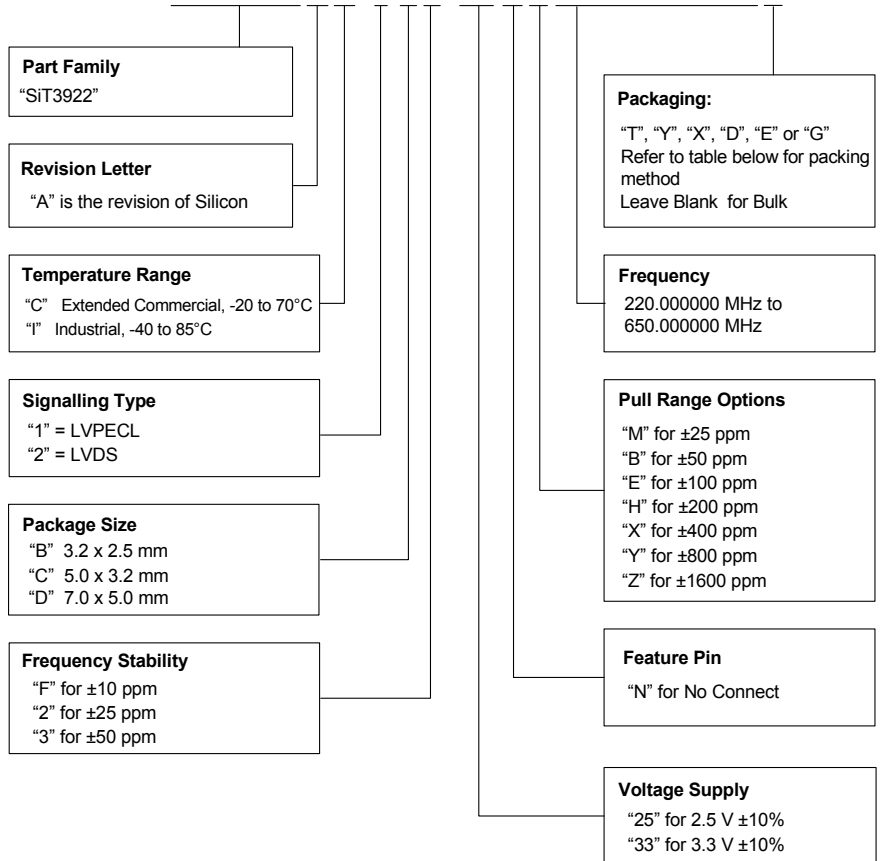 Part Family
“SiT3922”
Revision Letter
“A” is the revision of Silicon
Temperature Range
“C” Extended Commercial, -20 to 70°C
“I” Industrial, -40 to 85°C
Signalling Type
“1” = LVPECL
“2” = LVDS
Package Size
“B” 3.2 x 2.5 mm
“C” 5.0 x 3.2 mm
“D” 7.0 x 5.0 mm
Frequency Stability
“F” for ±10 ppm
“2” for ±25 ppm
“3” for ±50 ppm
Packaging:
“T”, “Y”, “X”, “D”, “E” or “G”
Refer to table below for packing
method
Leave Blank for Bulk
Frequency
220.000000 MHz to
650.000000 MHz
Pull Range Options
“M” for ±25 ppm
“B” for ±50 ppm
“E” for ±100 ppm
“H” for ±200 ppm
“X” for ±400 ppm
“Y” for ±800 ppm
“Z” for ±1600 ppm
Feature Pin
“N” for No Connect
Voltage Supply
“25” for 2.5 V ±10%
“33” for 3.3 V ±10%